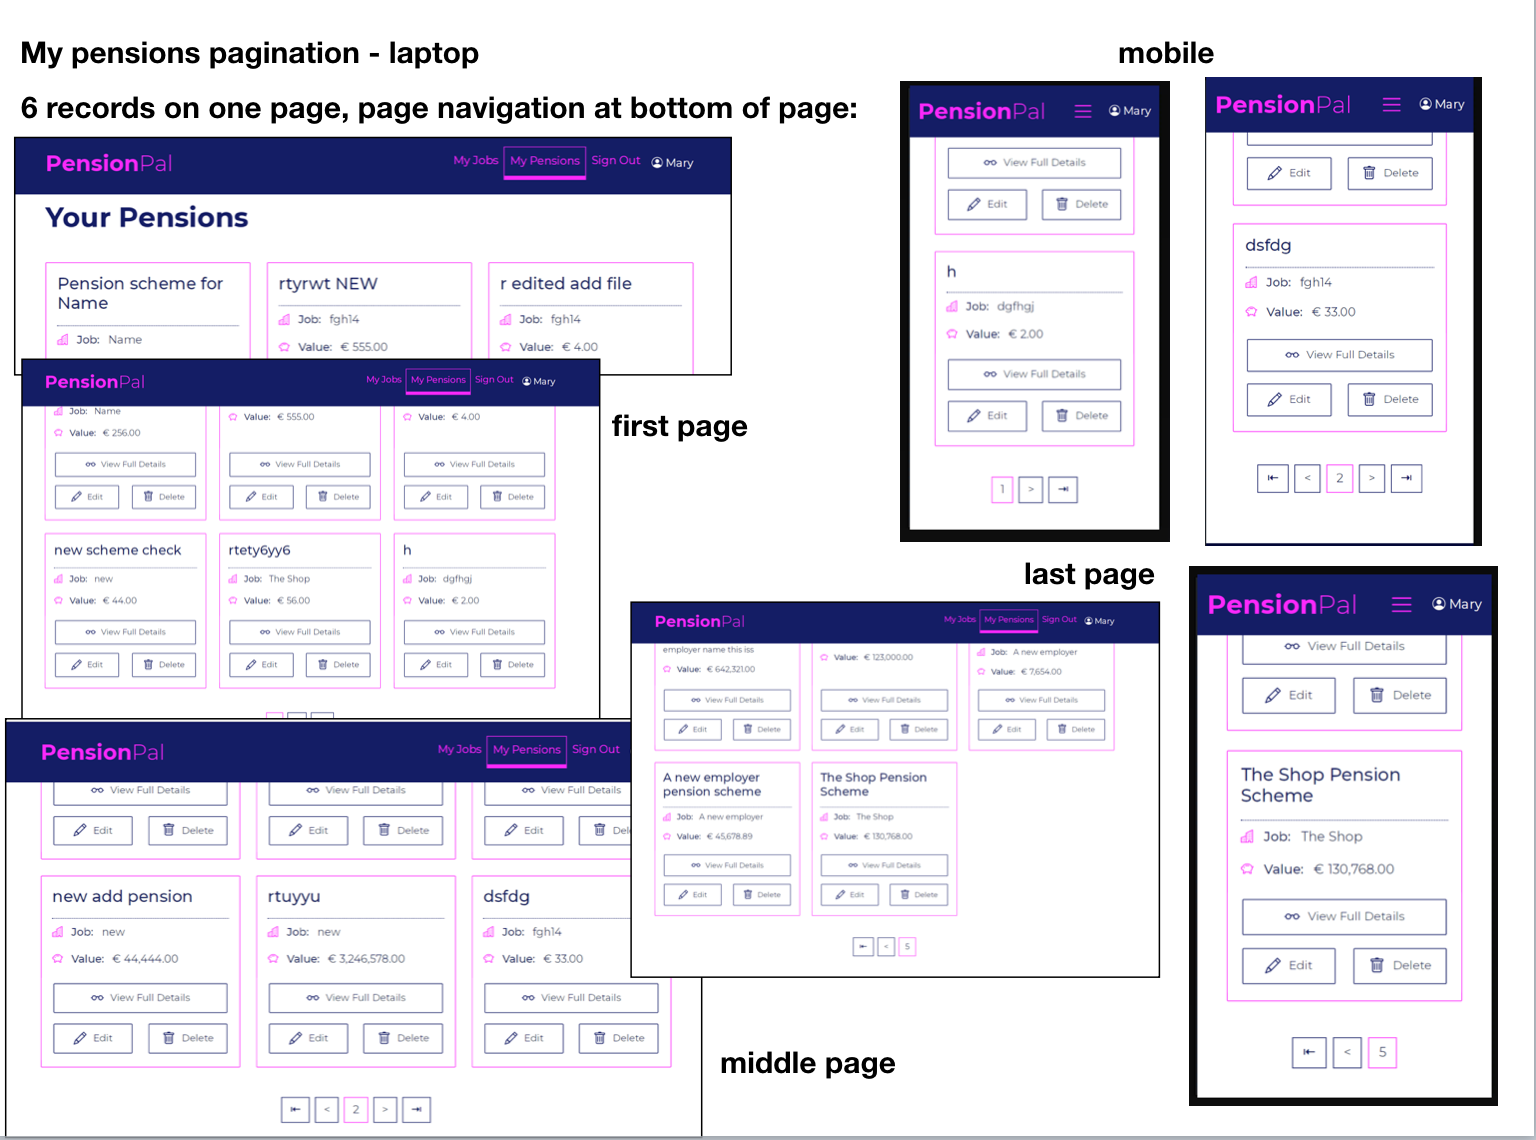 My pensions pagination - laptop
6 records on one page, page navigation at bottom of page:
PensionPal My Jobs My Pensions Sign Out Mary
Your Pensions
Pension scheme for Name
Job: Name
rtyrwt NEW
Job: fgh14
Value: € 555.00
r edited add file
Job: fgh14
Value: € 4.00
PensionPal My Jobs My Pensions Sign Out Mary
Job: Name
Value: € 256.00
View Full Details
Edit Delete
Value: € 555.00
View Full Details
Edit Delete
Value: € 4.00
View Full Details
Edit Delete
new scheme check
Job: new
Value: € 44.00
View Full Details
Edit Delete
rtety6yy6
Job: The Shop
Value: € 56.00
View Full Details
Edit Delete
h
Job: dgfhgj
Value: € 2.00
View Full Details
Edit Delete
first page
PensionPal My Jobs My Pensions Sign Out
View Full Details
Edit Delete
View Full Details
Edit Delete
View Full Details
Edit Del
new add pension
Job: new
Value: € 44,444.00
View Full Details
Edit Delete
rtuyyu
Job: new
Value: € 3,246,578.00
View Full Details
Edit Delete
dsfdg
Job: fgh14
Value: € 33.00
View Full Details
Edit Delete
< 2 >
middle page
mobile
PensionPal Mary
View Full Details
Edit Delete
h
Job: dgfhgj
Value: € 2.00
View Full Details
Edit Delete
1 >
PensionPal Mary
Edit Delete
dsfdg
Job: fgh14
Value: € 33.00
View Full Details
Edit Delete
< 2 >
last page
PensionPal My Jobs My Pensions Sign Out Mary
employer name this iss
Value: € 642,321.00
View Full Details
Edit Delete
Value: € 123,000.00
View Full Details
Edit Delete
Job: A new employer
Value: € 7,654.00
View Full Details
Edit Delete
A new employer
pension scheme
Job: A new employer
Value: € 45,678.89
View Full Details
Edit Delete
The Shop Pension
Scheme
Job: The Shop
Value: € 130,768.00
View Full Details
Edit Delete
< 5
PensionPal Mary
View Full Details
Edit Delete
The Shop Pension
Scheme
Job: The Shop
Value: € 130,768.00
View Full Details
Edit Delete
< 5